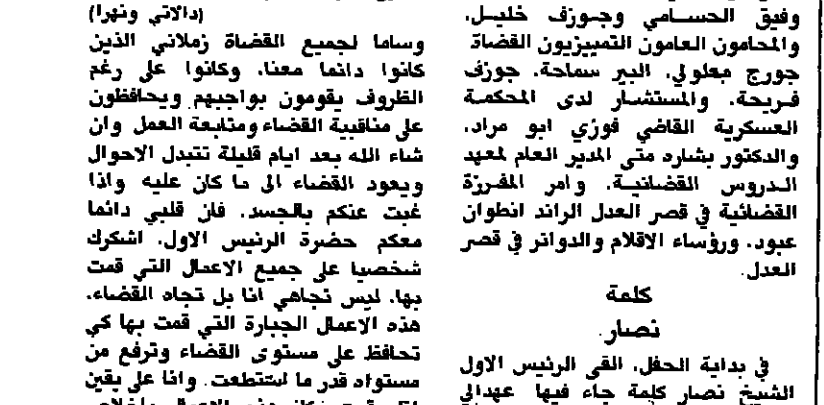 وفيق الحسامي وجوزف خليل،
والمحامون العامون التمييزيون القضاة
جورج معلولي، البير سماحة، جوزف
فريحة، والمستشار لدى المحكمة
العسكرية القاضي فوزي ابو مراد،
والدكتور بشاره متى المدير العام لمعهد
الدروس القضائية، وامر المفرزة
القضائية في قصر العدل الرائد انطوان
عبود، ورؤساء الاقلام والدوائر في قصر
العدل.
كلمة
نصار
في بداية الحفل، القى الرئيس الاول
الشيخ نصار كلمة جاء فيها
(دالاتي ونهرا)
وساما لجميع القضاة زملائي الذين
كانوا دائما معنا، وكانوا على رغم
الظروف يقومون بواجبهم ويحافظون
على مناقبية القضاء ومتابعة العمل وان
شاء الله بعد ايام قليلة تتبدل الاحوال
ويعود القضاء الى ما كان عليه واذا
غبت عنكم بالجسد، فان قلبي دائما
معكم حضرة الرئيس الاول، اشكرك
شخصيا على جميع الاعمال التي قمت
بها، ليس تجاهي انا بل تجاه القضاء،
هذه الاعمال الجبارة التي قمت بها كي
تحافظ على مستوى القضاء وترفع من
مستواه قدر ما استطعت. وانا على يقين